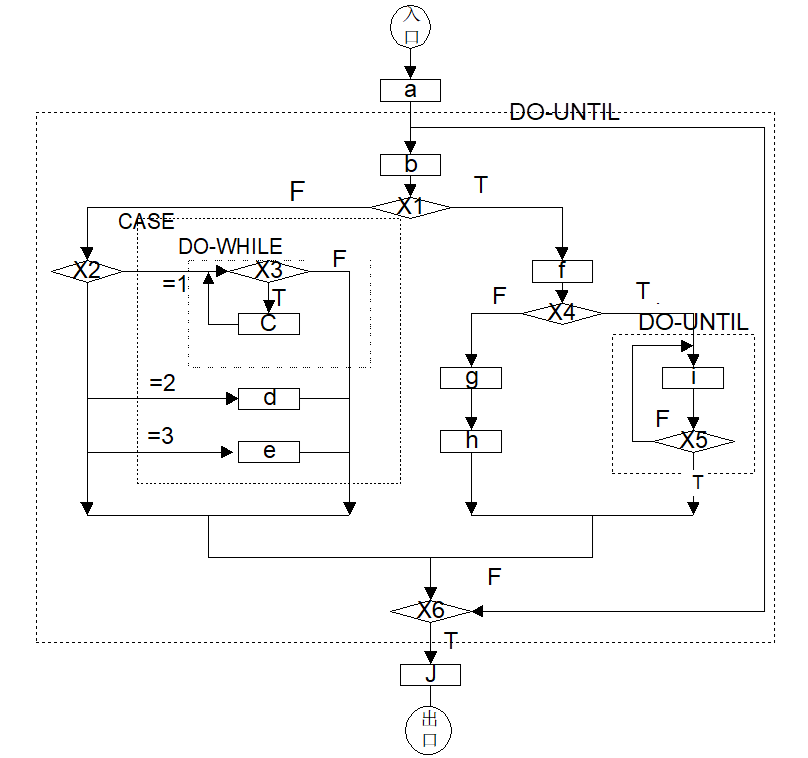 入
口
a
DO-UNTIL
b
F
X1
T
CASE
DO-WHILE
X2
=1
X3
F
T
C
f
F
X4
T
DO-UNTIL
=2
d
g
i
=3
e
h
F
X5
T
F
X6
T
J
出
口